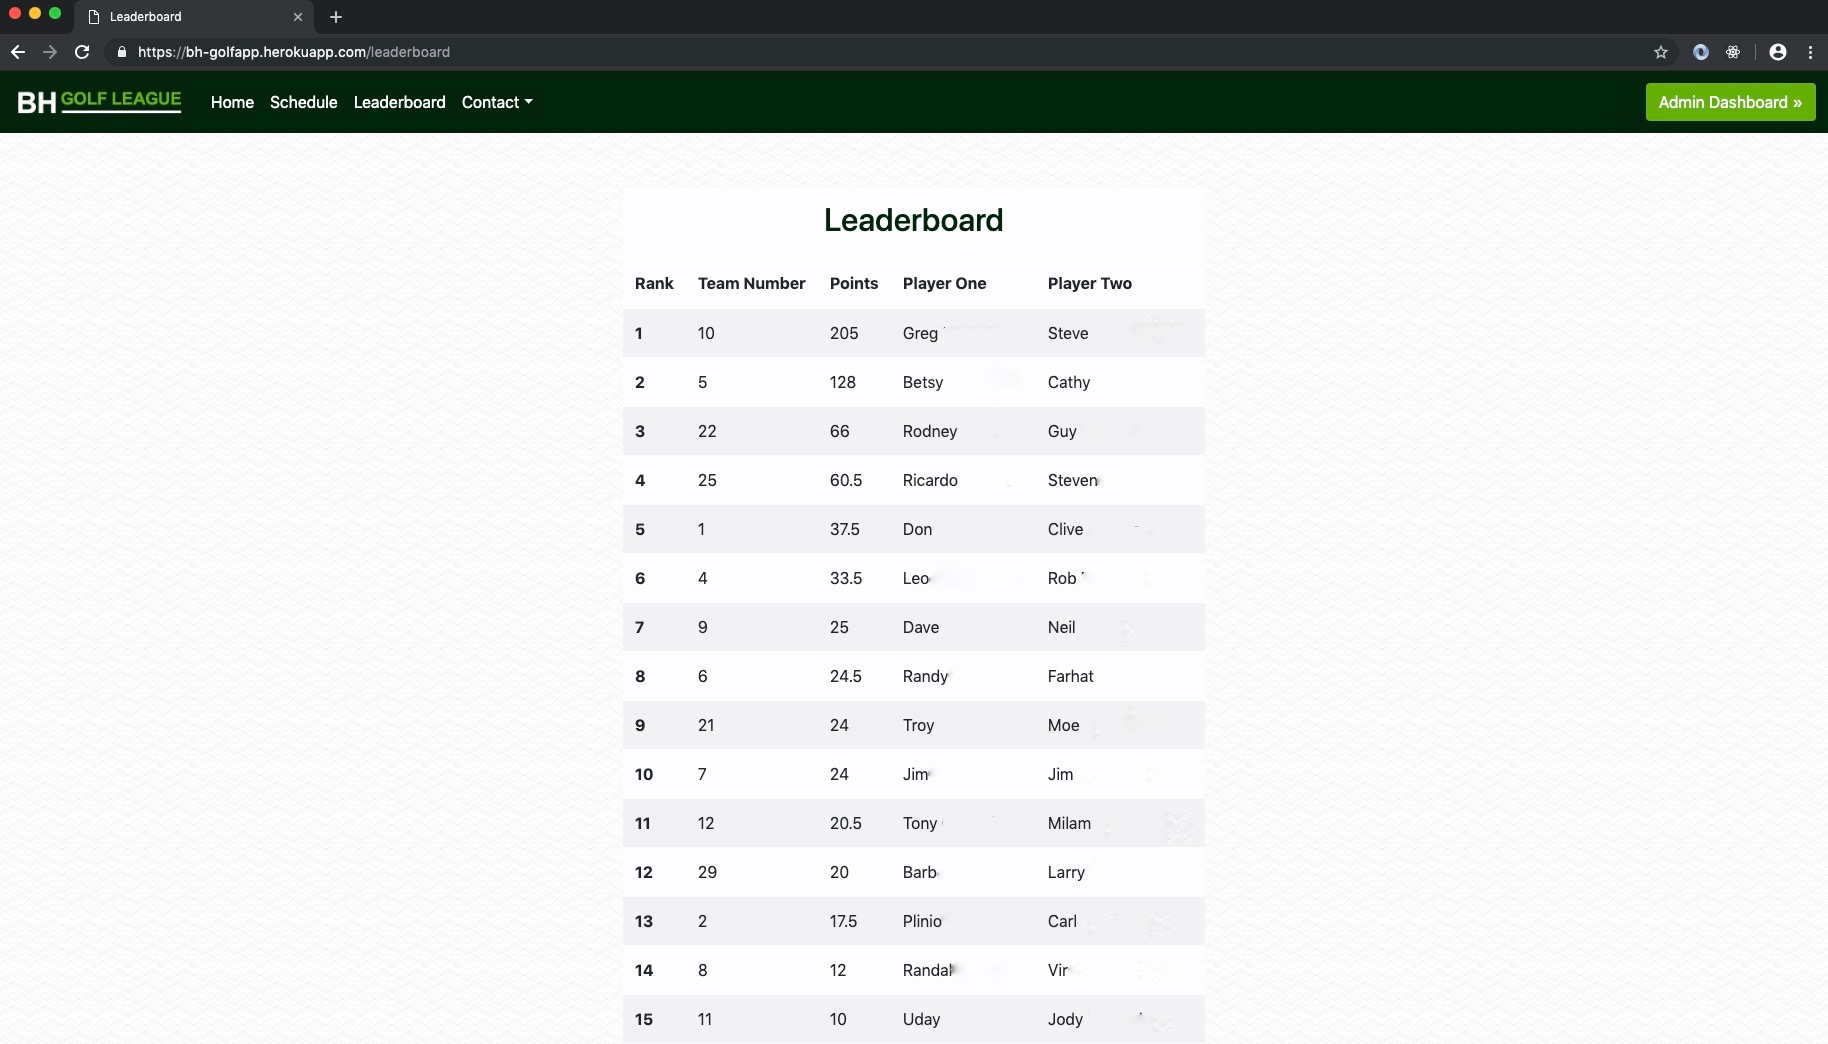 Leaderboard
https://bh-golfapp.herokuapp.com/leaderboard
BH GOLF LEAGUE Home Schedule Leaderboard Contact Admin Dashboard »
Leaderboard
Rank Team Number Points Player One Player Two
1 10 205 Greg Steve
2 5 128 Betsy Cathy
3 22 66 Rodney Guy
4 25 60.5 Ricardo Steven
5 1 37.5 Don Clive
6 4 33.5 Leo Rob
7 9 25 Dave Neil
8 6 24.5 Randy Farhat
9 21 24 Troy Moe
10 7 24 Jim Jim
11 12 20.5 Tony Milam
12 29 20 Barb Larry
13 2 17.5 Plinio Carl
14 8 12 Randal Vir
15 11 10 Uday Jody